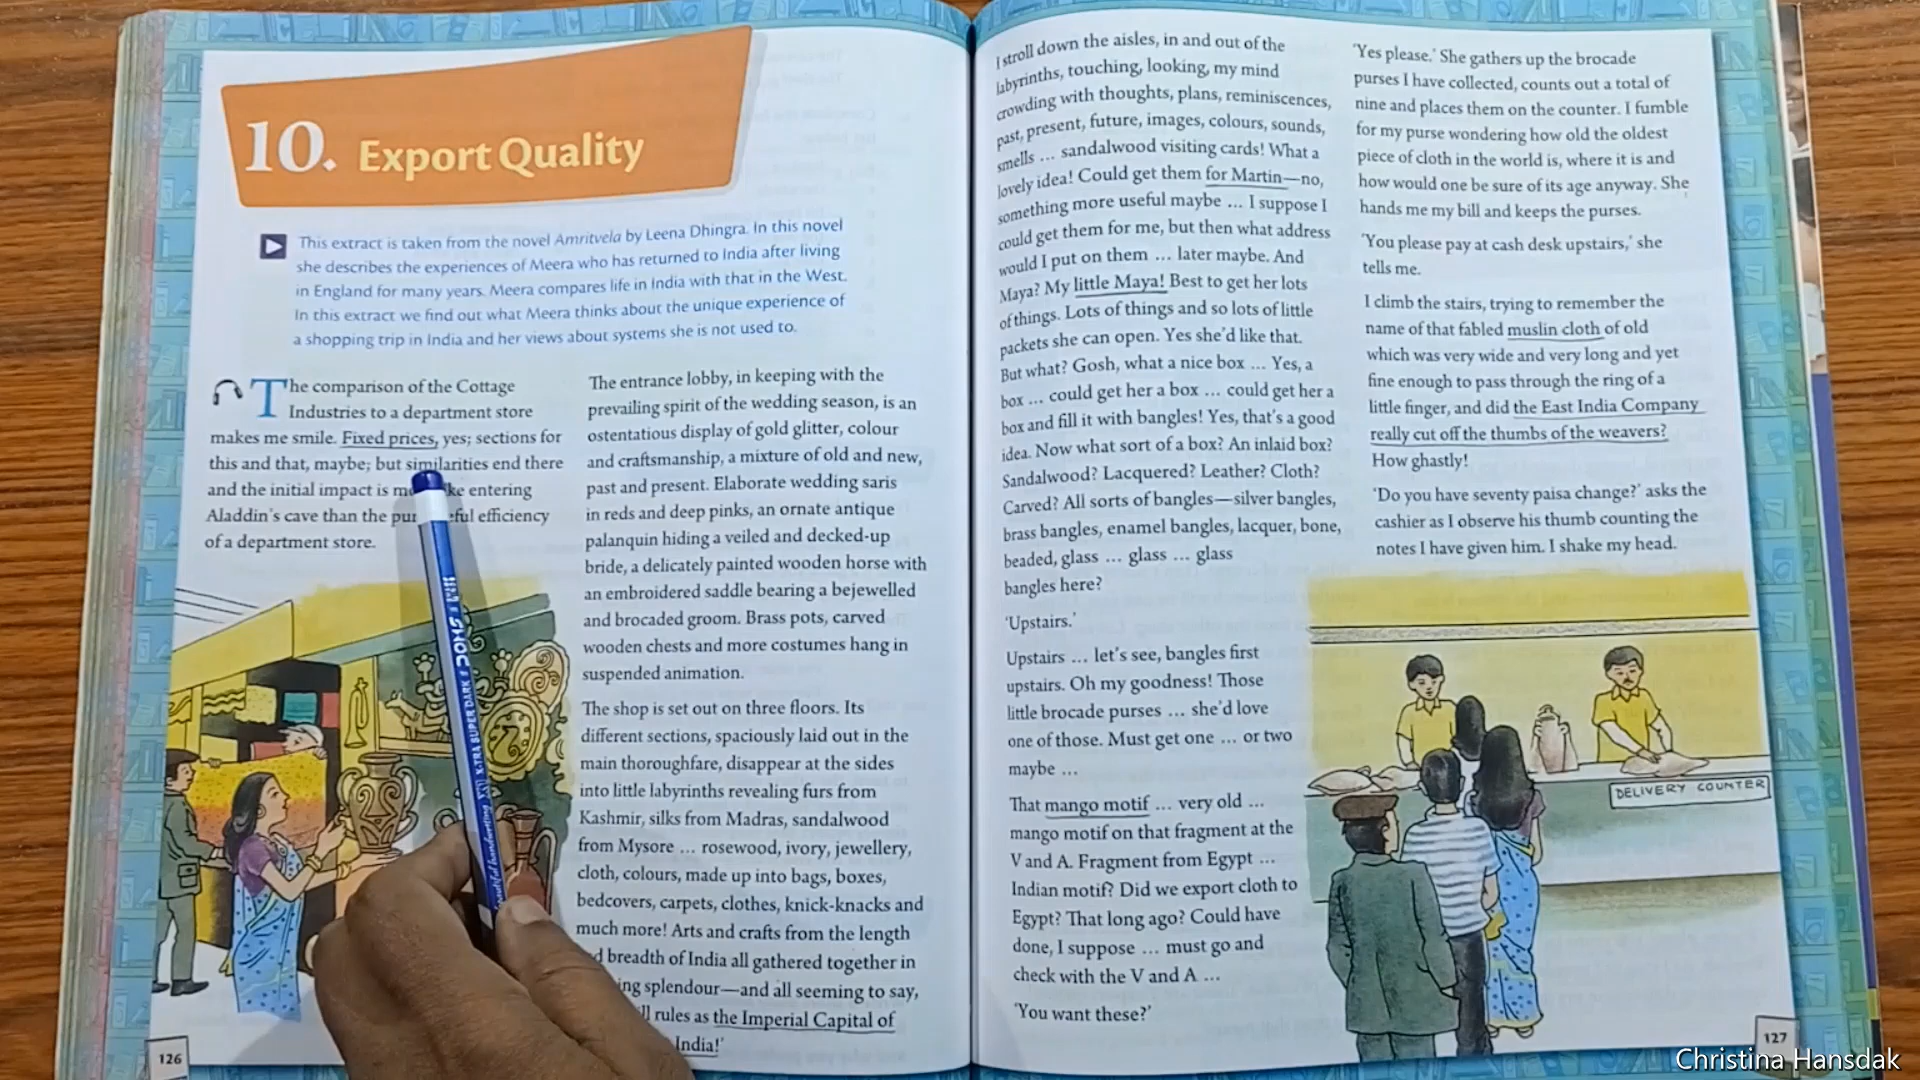 10. Export Quality
This extract is taken from the novel Amritvela by Leena Dhingra. In this novel
she describes the experiences of Meera who has returned to India after living
in England for many years. Meera compares life in India with that in the West.
In this extract we find out what Meera thinks about the unique experience of
a shopping trip in India and her views about systems she is not used to.
The comparison of the Cottage
Industries to a department store
makes me smile. Fixed prices, yes; sections for
this and that, maybe; but similarities end there
and the initial impact is entering
Aladdin's cave than the efficiency
of a department store.
The entrance lobby, in keeping with the
prevailing spirit of the wedding season, is an
ostentatious display of gold glitter, colour
and craftsmanship, a mixture of old and new,
past and present. Elaborate wedding saris
in reds and deep pinks, an ornate antique
palanquin hiding a veiled and decked-up
bride, a delicately painted wooden horse with
an embroidered saddle bearing a bejewelled
and brocaded groom. Brass pots, carved
wooden chests and more costumes hang in
suspended animation.
The shop is set out on three floors. Its
different sections, spaciously laid out in the
main thoroughfare, disappear at the sides
into little labyrinths revealing furs from
Kashmir, silks from Madras, sandalwood
from Mysore ... rosewood, ivory, jewellery,
cloth, colours, made up into bags, boxes,
bedcovers, carpets, clothes, knick-knacks and
much more! Arts and crafts from the length
breadth of India all gathered together in
splendour—and all seeming to say,
rules as the Imperial Capital of
India!'
126
I stroll down the aisles, in and out of the
labyrinths, touching, looking, my mind
crowding with thoughts, plans, reminiscences,
past, present, future, images, colours, sounds,
smells ... sandalwood visiting cards! What a
lovely idea! Could get them for Martin—no,
something more useful maybe ... I suppose I
could get them for me, but then what address
would I put on them ... later maybe. And
Maya? My little Maya! Best to get her lots
of things. Lots of things and so lots of little
packets she can open. Yes she'd like that.
But what? Gosh, what a nice box ... Yes, a
box ... could get her a box ... could get her a
box and fill it with bangles! Yes, that's a good
idea. Now what sort of a box? An inlaid box?
Sandalwood? Lacquered? Leather? Cloth?
Carved? All sorts of bangles—silver bangles,
brass bangles, enamel bangles, lacquer, bone,
beaded, glass ... glass ... glass
bangles here?
'Upstairs.'
Upstairs ... let's see, bangles first
upstairs. Oh my goodness! Those
little brocade purses ... she'd love
one of those. Must get one ... or two
maybe ...
That mango motif ... very old ...
mango motif on that fragment at the
V and A. Fragment from Egypt ...
Indian motif? Did we export cloth to
Egypt? That long ago? Could have
done, I suppose ... must go and
check with the V and A ...
'You want these?'
'Yes please.' She gathers up the brocade
purses I have collected, counts out a total of
nine and places them on the counter. I fumble
for my purse wondering how old the oldest
piece of cloth in the world is, where it is and
how would one be sure of its age anyway. She
hands me my bill and keeps the purses.
'You please pay at cash desk upstairs,' she
tells me.
I climb the stairs, trying to remember the
name of that fabled muslin cloth of old
which was very wide and very long and yet
fine enough to pass through the ring of a
little finger, and did the East India Company
really cut off the thumbs of the weavers?
How ghastly!
'Do you have seventy paisa change?' asks the
cashier as I observe his thumb counting the
notes I have given him. I shake my head.
DELIVERY COUNTER
127
DOMS X-TRA SUPER DARK
Christina Hansdak